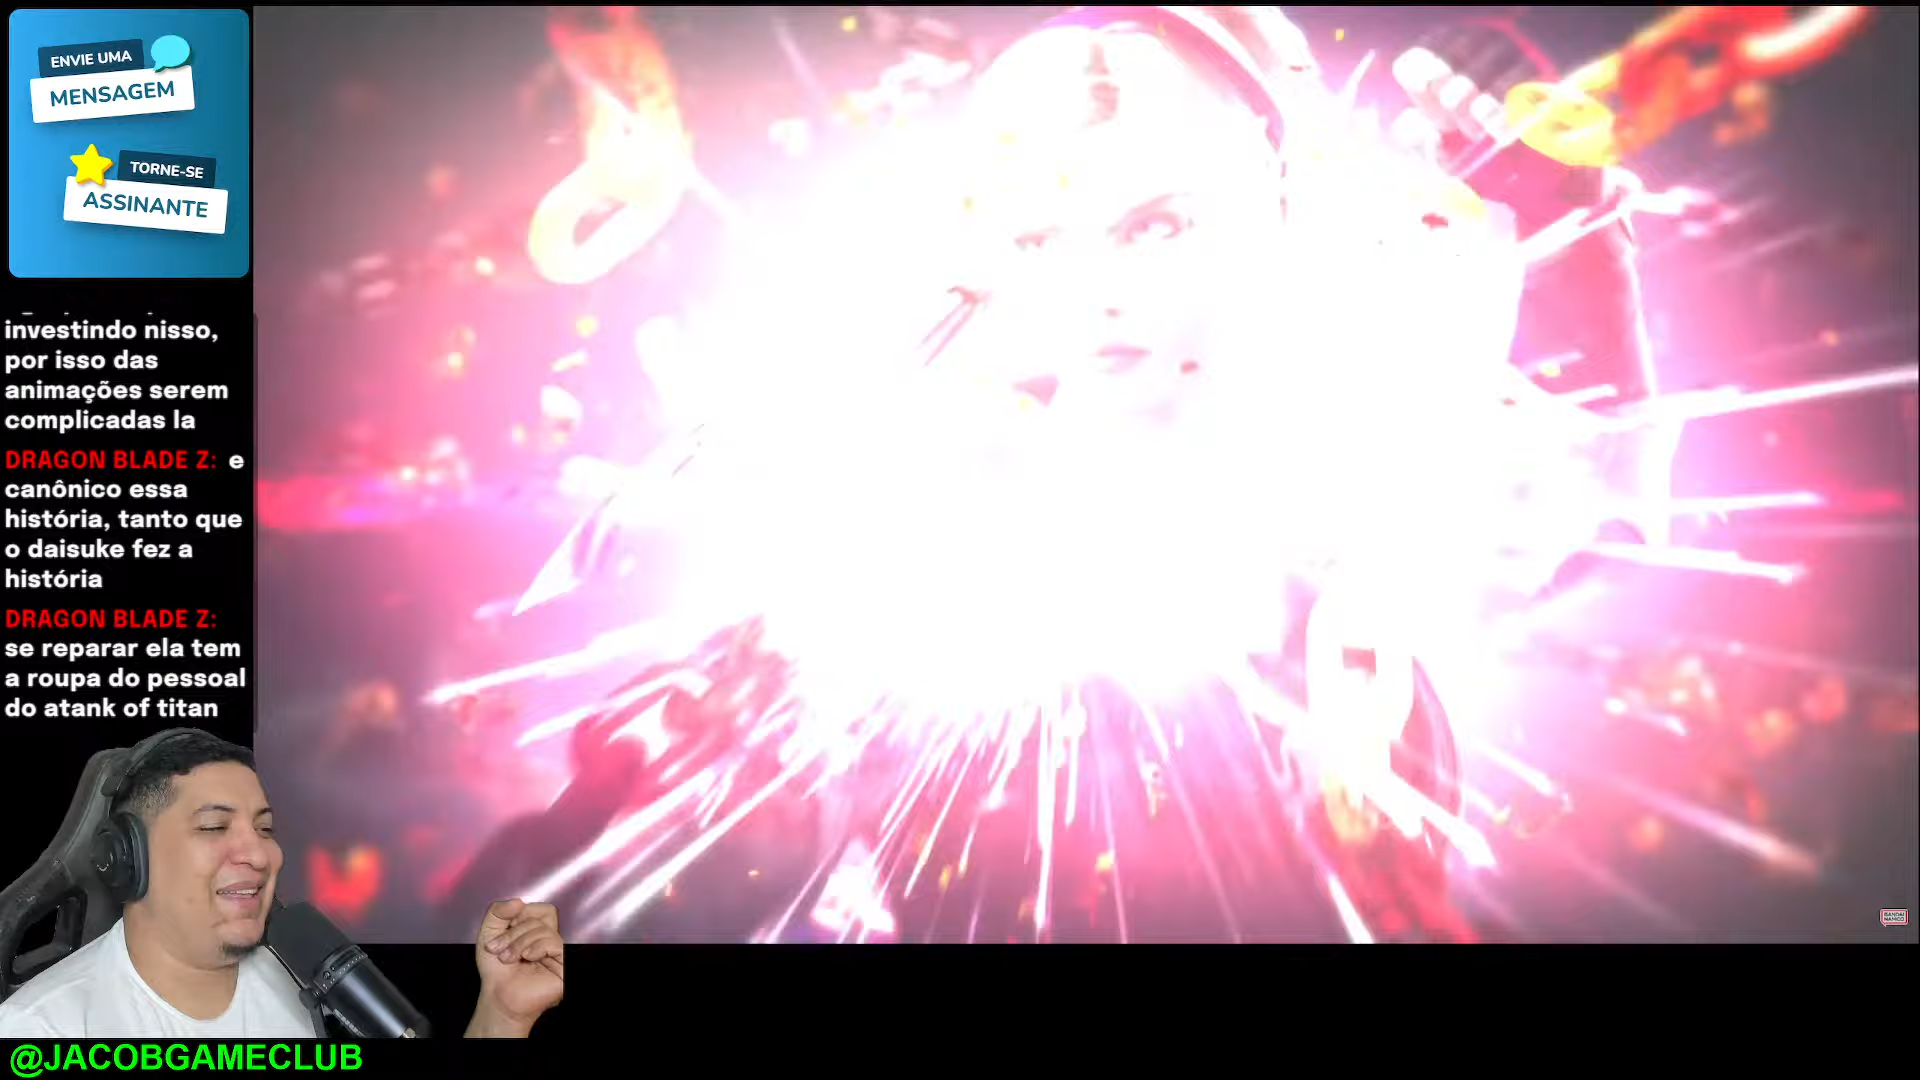 ENVIE UMA
MENSAGEM
TORNE-SE
ASSINANTE
investindo nisso,
por isso das
animações serem
complicadas la
DRAGON BLADE Z: e
canônico essa
história, tanto que
o daisuke fez a
história
DRAGON BLADE Z:
se reparar ela tem
a roupa do pessoal
do atank of titan
BANDAI
NAMCO
@JACOBGAMECLUB